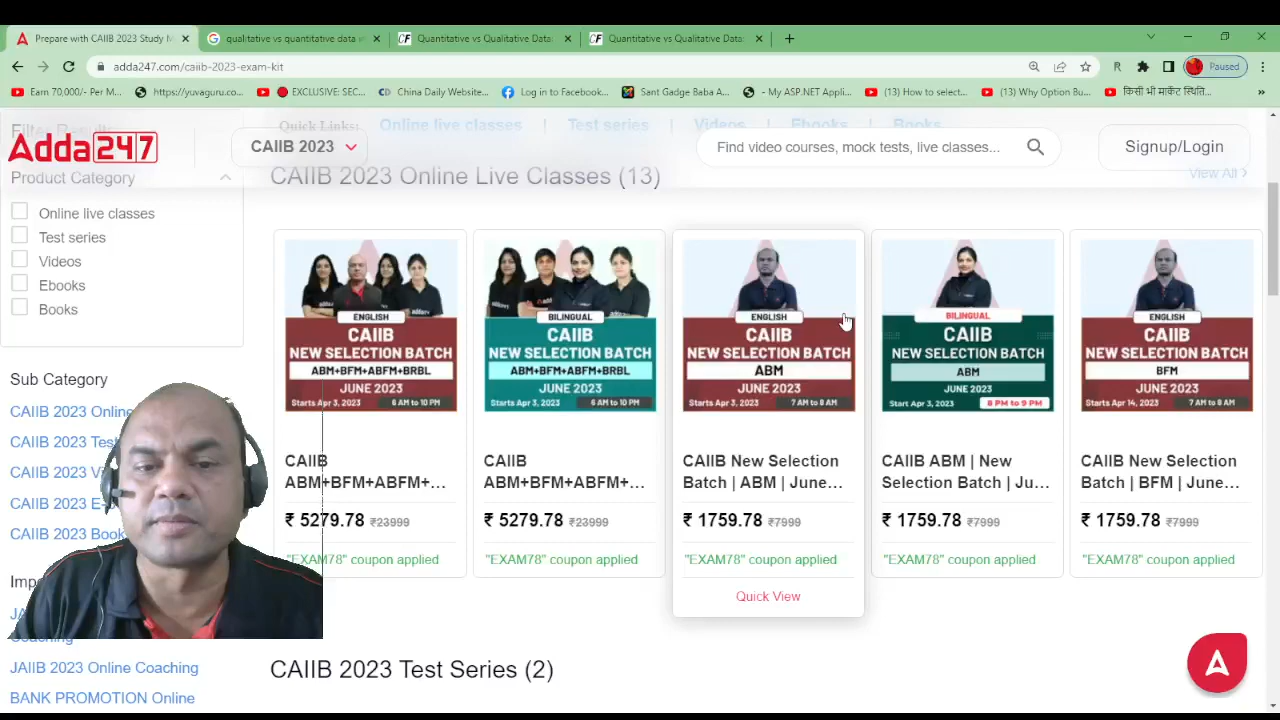 Prepare with CAIIB 2023 Study M
qualitative vs quantitative data in
Quantitative vs Qualitative Data:
Quantitative vs Qualitative Data:
adda247.com/caiib-2023-exam-kit
Paused
Earn 70,000/- Per M...
https://yuvaguru.co...
EXCLUSIVE: SEC...
China Daily Website...
Log in to Facebook...
Sant Gadge Baba A...
- My ASP.NET Appli...
(13) How to select...
(13) Why Option Bu...
किसी भी मार्केट स्थिति...
Filter Results
Quick Links:
Online live classes
Test series
Videos
Ebooks
Books
Adda247
CAIIB 2023
Find video courses, mock tests, live classes...
Signup/Login
Product Category
CAIIB 2023 Online Live Classes (13)
View All
Online live classes
Test series
Videos
Ebooks
Books
Sub Category
CAIIB 2023 Online
CAIIB 2023 Test
CAIIB 2023 Vi
CAIIB 2023 E-
CAIIB 2023 Book
Impo
JA
Coaching
JAIIB 2023 Online Coaching
BANK PROMOTION Online
ENGLISH
CAIIB
NEW SELECTION BATCH
ABM+BFM+ABFM+BRBL
JUNE 2023
Starts Apr 3, 2023
6 AM to 10 PM
CAIIB
ABM+BFM+ABFM+...
₹ 5279.78 ₹23999
"EXAM78" coupon applied
BILINGUAL
CAIIB
NEW SELECTION BATCH
ABM+BFM+ABFM+BRBL
JUNE 2023
Starts Apr 3, 2023
6 AM to 10 PM
CAIIB
ABM+BFM+ABFM+...
₹ 5279.78 ₹23999
"EXAM78" coupon applied
ENGLISH
CAIIB
NEW SELECTION BATCH
ABM
JUNE 2023
Starts Apr 3, 2023
7 AM to 8 AM
CAIIB New Selection
Batch | ABM | June...
₹ 1759.78 ₹7999
"EXAM78" coupon applied
Quick View
BILINGUAL
CAIIB
NEW SELECTION BATCH
ABM
JUNE 2023
Start Apr 3, 2023
8 PM to 9 PM
CAIIB ABM | New
Selection Batch | Ju...
₹ 1759.78 ₹7999
"EXAM78" coupon applied
ENGLISH
CAIIB
NEW SELECTION BATCH
BFM
JUNE 2023
Starts Apr 14, 2023
7 AM to 8 AM
CAIIB New Selection
Batch | BFM | June...
₹ 1759.78 ₹7999
"EXAM78" coupon applied
CAIIB 2023 Test Series (2)